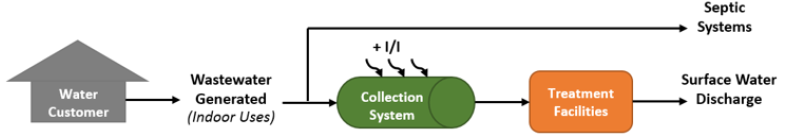 Water
Customer
Wastewater
Generated
(Indoor Uses)
+ I/I
Collection
System
Treatment
Facilities
Septic
Systems
Surface Water
Discharge